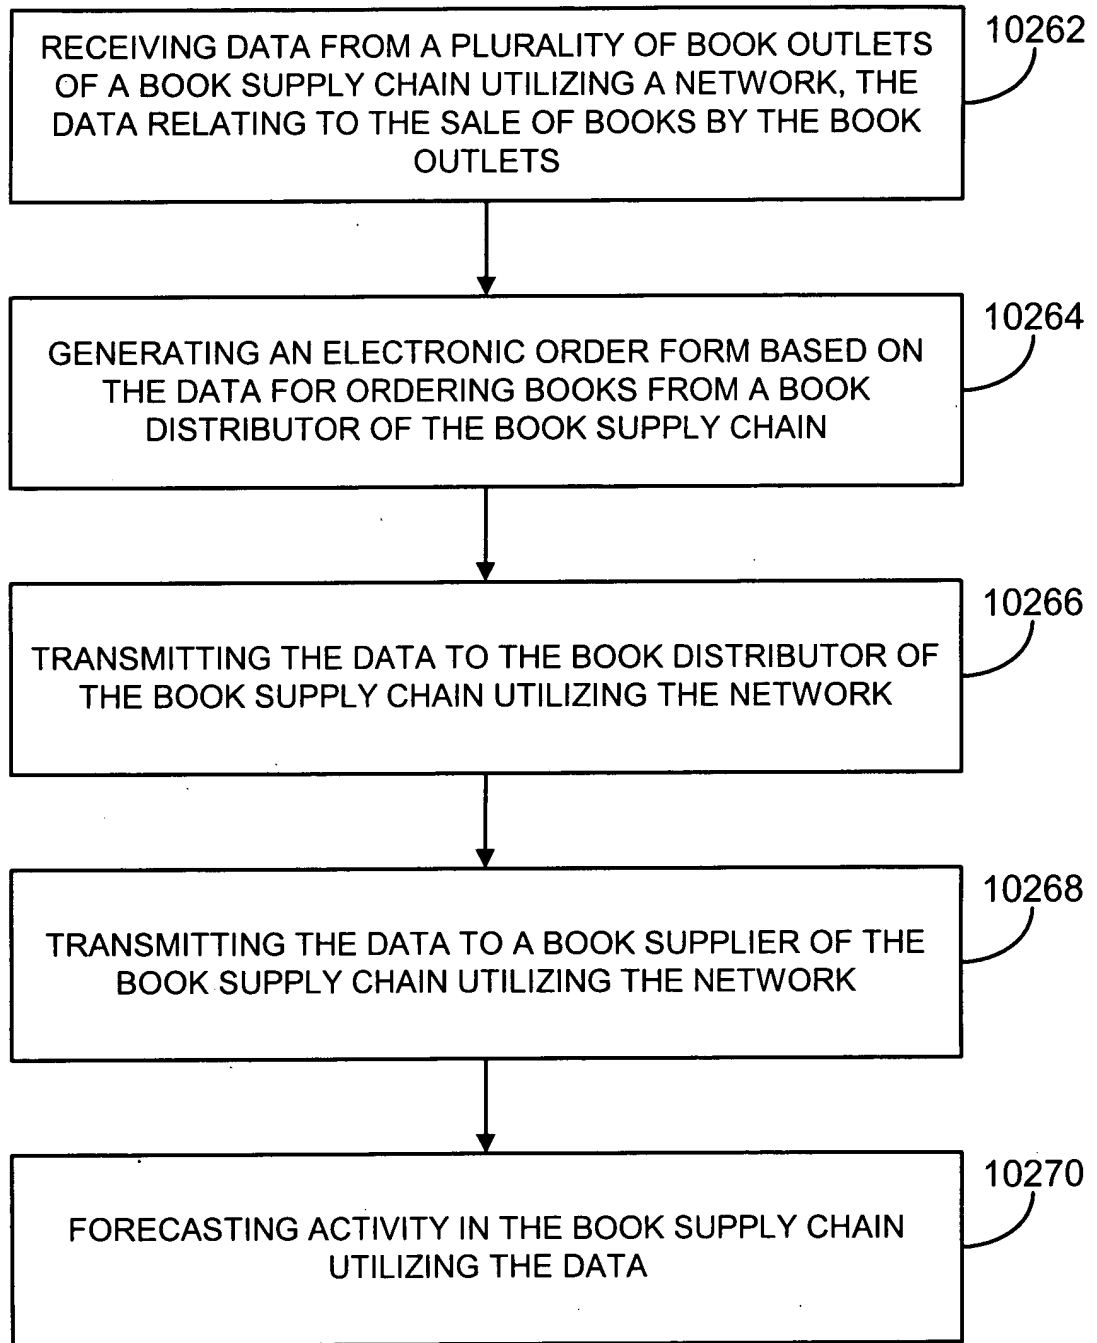 RECEIVING DATA FROM A PLURALITY OF BOOK OUTLETS
OF A BOOK SUPPLY CHAIN UTILIZING A NETWORK, THE
DATA RELATING TO THE SALE OF BOOKS BY THE BOOK
OUTLETS
10262
GENERATING AN ELECTRONIC ORDER FORM BASED ON
THE DATA FOR ORDERING BOOKS FROM A BOOK
DISTRIBUTOR OF THE BOOK SUPPLY CHAIN
10264
TRANSMITTING THE DATA TO THE BOOK DISTRIBUTOR OF
THE BOOK SUPPLY CHAIN UTILIZING THE NETWORK
10266
TRANSMITTING THE DATA TO A BOOK SUPPLIER OF THE
BOOK SUPPLY CHAIN UTILIZING THE NETWORK
10268
FORECASTING ACTIVITY IN THE BOOK SUPPLY CHAIN
UTILIZING THE DATA
10270